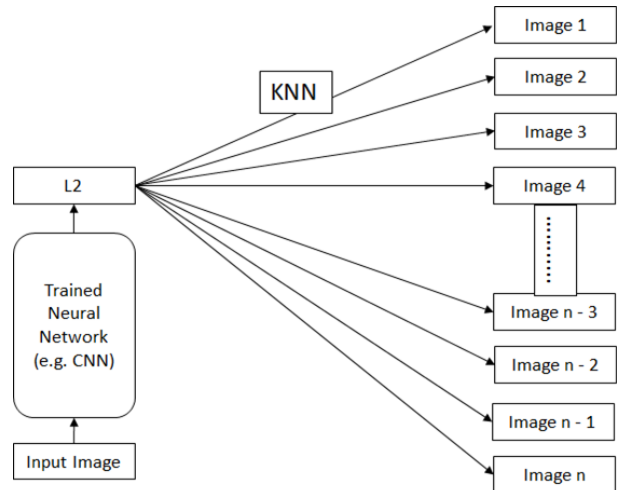 Image 1
KNN
Image 2
Image 3
L2
Image 4
Trained
Neural
Network
(e.g. CNN)
Image n - 3
Image n - 2
Image n - 1
Input Image
Image n